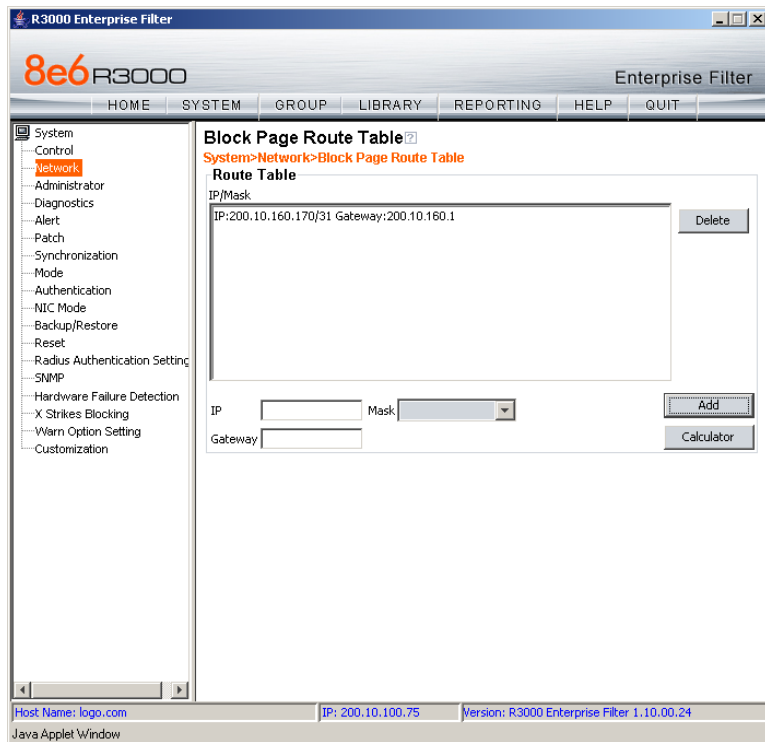 R3000 Enterprise Filter
8e6 R3000
Enterprise Filter
HOME SYSTEM GROUP LIBRARY REPORTING HELP QUIT
System
Control
Network
Administrator
Diagnostics
Alert
Patch
Synchronization
Mode
Authentication
NIC Mode
Backup/Restore
Reset
Radius Authentication Setting
SNMP
Hardware Failure Detection
X Strikes Blocking
Warn Option Setting
Customization
Block Page Route Table ?
System>Network>Block Page Route Table
Route Table
IP/Mask
IP:200.10.160.170/31 Gateway:200.10.160.1
Delete
IP Mask Add
Gateway Calculator
Host Name: logo.com IP: 200.10.100.75 Version: R3000 Enterprise Filter 1.10.00.24
Java Applet Window